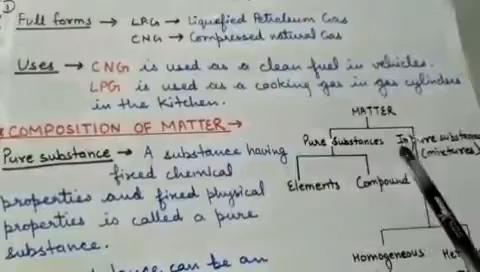 Full forms → LPG → Liquefied Petroleum Gas
CNG → Compressed natural Gas
Uses → CNG is used as a clean fuel in vehicles.
LPG is used as a cooking gas in gas cylinders
in the Kitchen.
COMPOSITION OF MATTER →
Pure substance → A substance having
fixed chemical
properties and fixed physical
properties is called a pure
substance.
can be an
MATTER
Pure Substances
(mixtures)
Elements Compound
Homogeneous